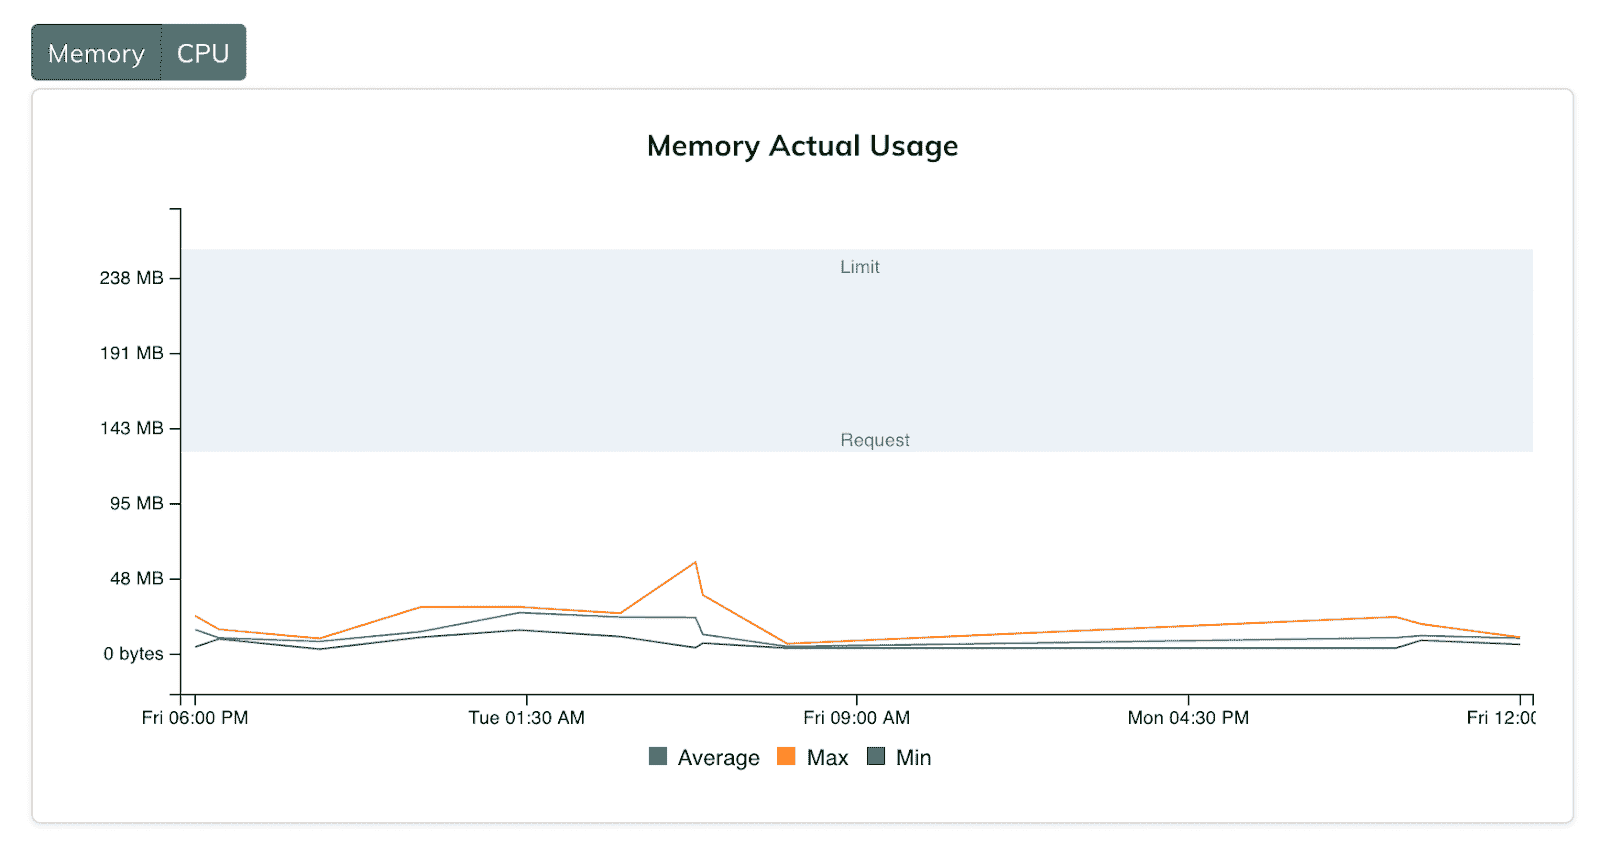 Memory CPU
Memory Actual Usage
Limit
238 MB
191 MB
143 MB
Request
95 MB
48 MB
0 bytes
Fri 06:00 PM Tue 01:30 AM Fri 09:00 AM Mon 04:30 PM Fri 12:00
Average Max Min